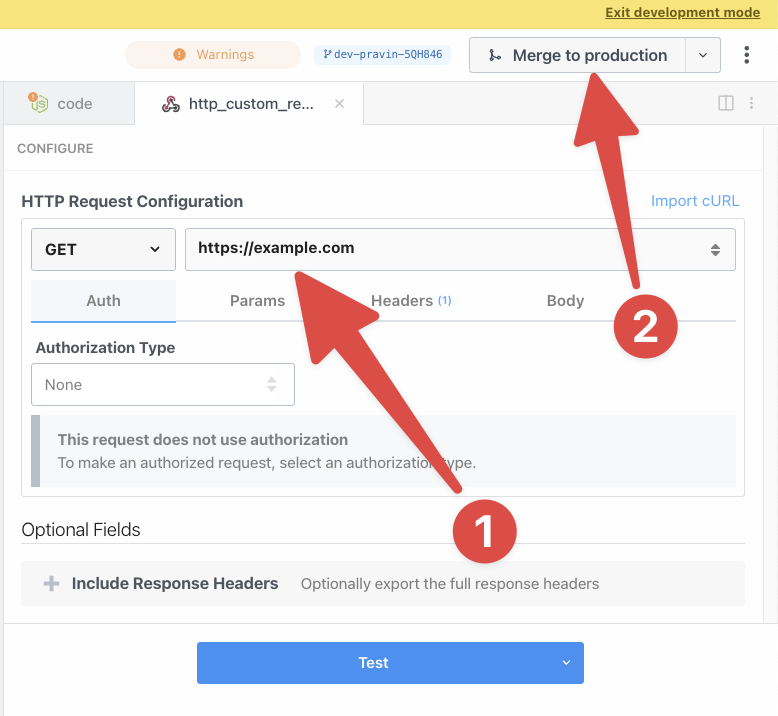 Exit development mode
Warnings
dev-pravin-5QH846
Merge to production
code
http_custom_re...
CONFIGURE
HTTP Request Configuration
Import cURL
GET
https://example.com
Auth
Params
Headers (1)
Body
2
Authorization Type
None
This request does not use authorization
To make an authorized request, select an authorization type.
1
Optional Fields
Include Response Headers
Optionally export the full response headers
Test